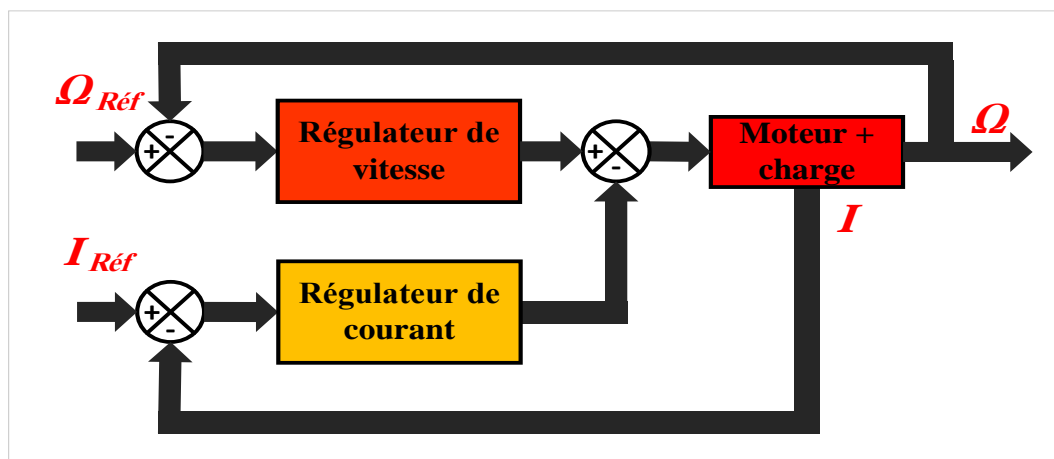 Ω Réf
-
+
Régulateur de
vitesse
+
-
Moteur +
charge
Ω
I
I Réf
+
-
Régulateur de
courant